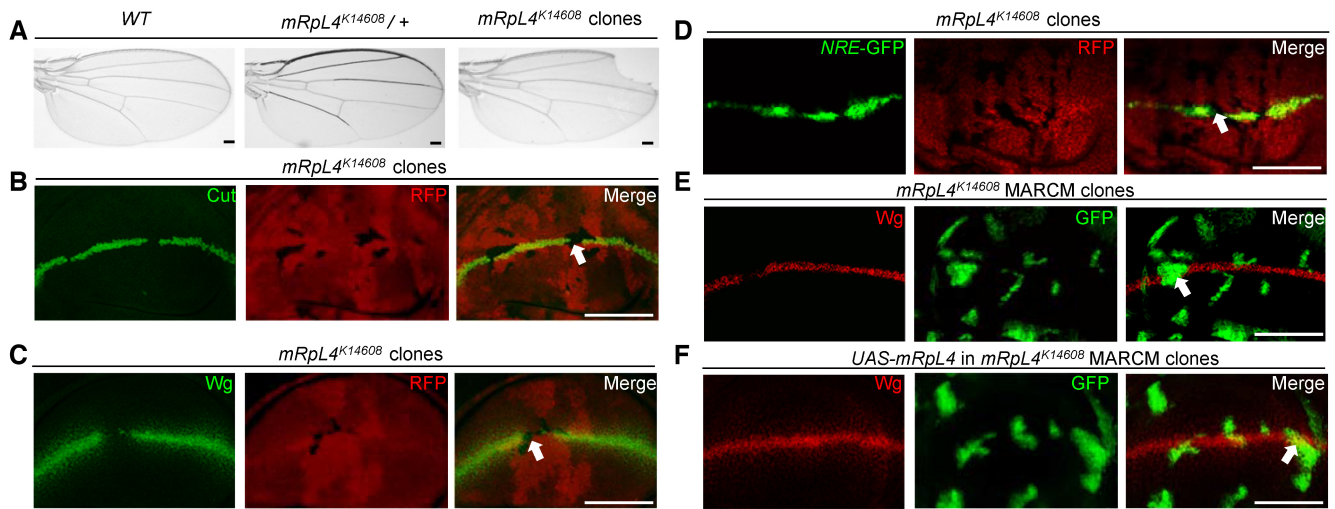 A
WT
mRpL4K14608/+
mRpL4K14608 clones
B
mRpL4K14608 clones
Cut
RFP
Merge
C
mRpL4K14608 clones
Wg
RFP
Merge
D
mRpL4K14608 clones
NRE-GFP
RFP
Merge
E
mRpL4K14608 MARCM clones
Wg
GFP
Merge
F
UAS-mRpL4 in mRpL4K14608 MARCM clones
Wg
GFP
Merge